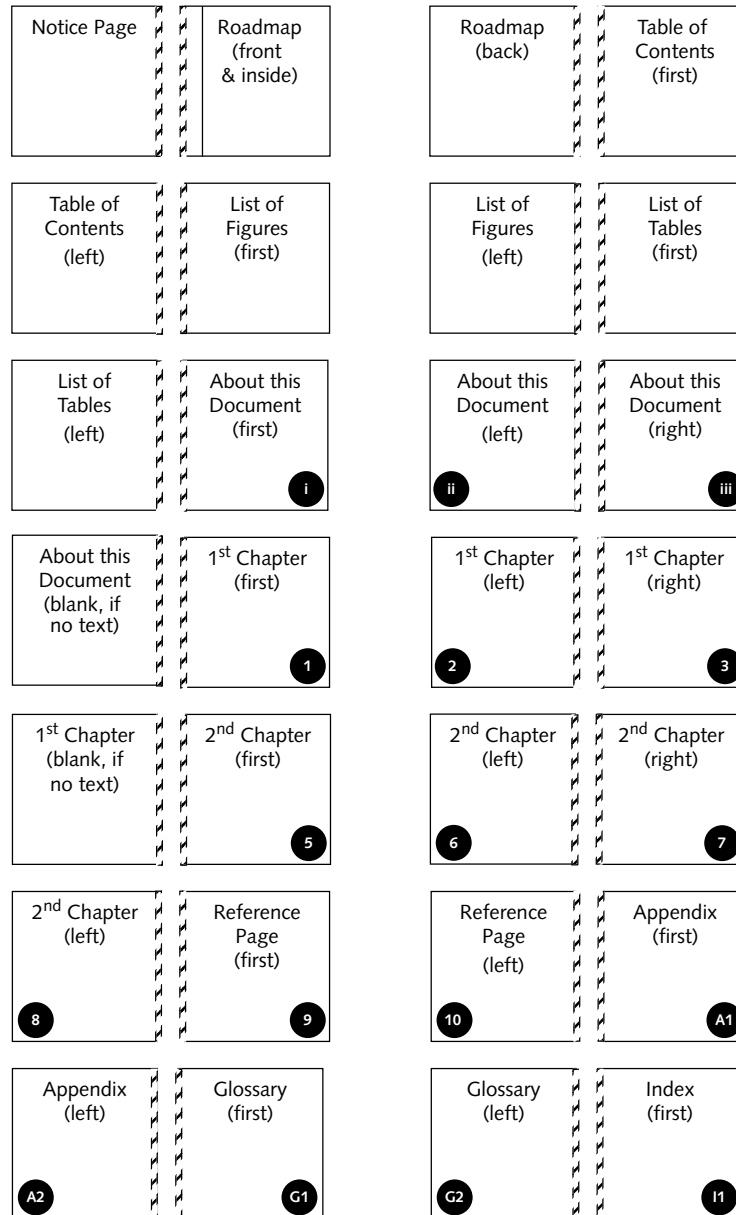 Notice Page
Roadmap
(front
& inside)
Roadmap
(back)
Table of
Contents
(first)
Table of
Contents
(left)
List of
Figures
(first)
List of
Figures
(left)
List of
Tables
(first)
List of
Tables
(left)
About this
Document
(first)
i
About this
Document
(left)
ii
About this
Document
(right)
iii
About this
Document
(blank, if
no text)
1st Chapter
(first)
1
1st Chapter
(left)
2
1st Chapter
(right)
3
1st Chapter
(blank, if
no text)
2nd Chapter
(first)
5
2nd Chapter
(left)
6
2nd Chapter
(right)
7
2nd Chapter
(left)
8
Reference
Page
(first)
9
Reference
Page
(left)
10
Appendix
(first)
A1
Appendix
(left)
A2
Glossary
(first)
G1
Glossary
(left)
G2
Index
(first)
I1